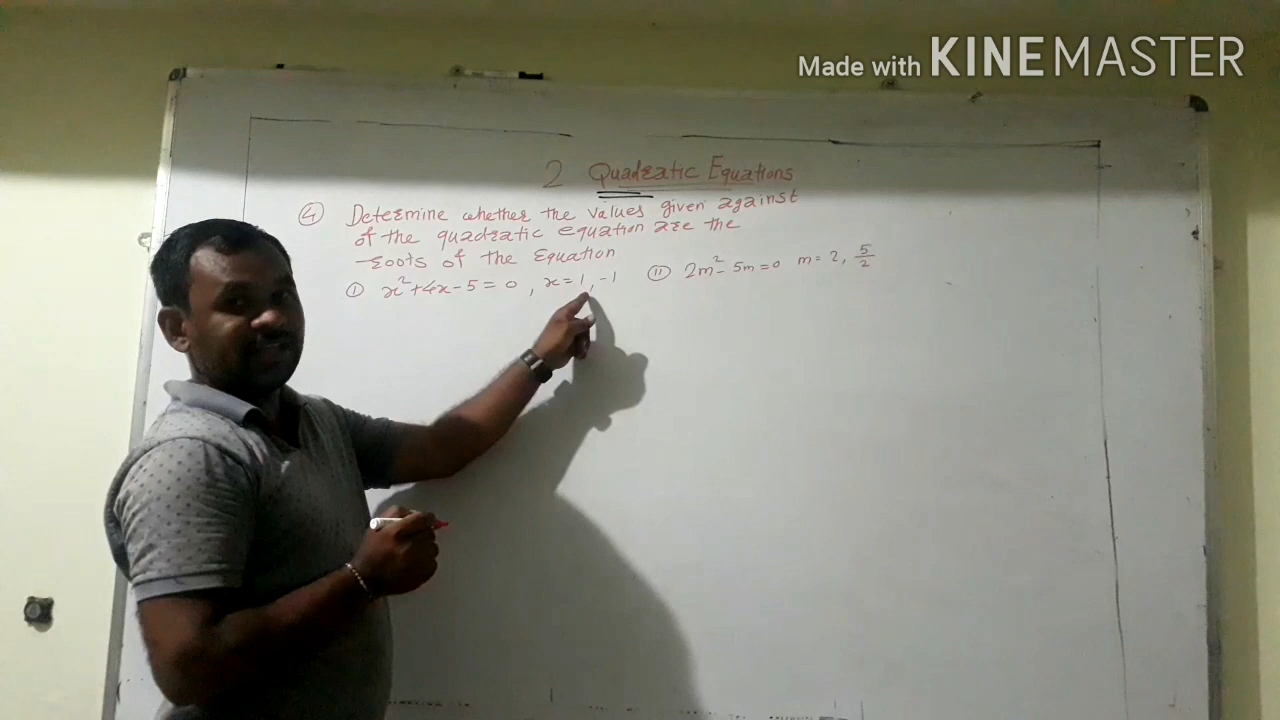 Made with KINEMASTER
2 Quadratic Equations
④ Determine whether the values given against
of the quadratic equation are the
roots of the Equation
① x²+4x-5=0, x=1,-1 ⑪ 2m²-5m=0 m=2, 5/2